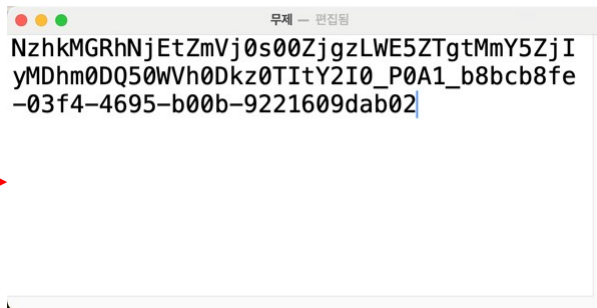 무제 — 편집됨
NzhkMGRhNjEtZmVj0s00ZjgzLWE5ZTgtMmY5ZjI
yMDhm0DQ50WVh0Dkz0TItY2I0_P0A1_b8bcb8fe
-03f4-4695-b00b-9221609dab02